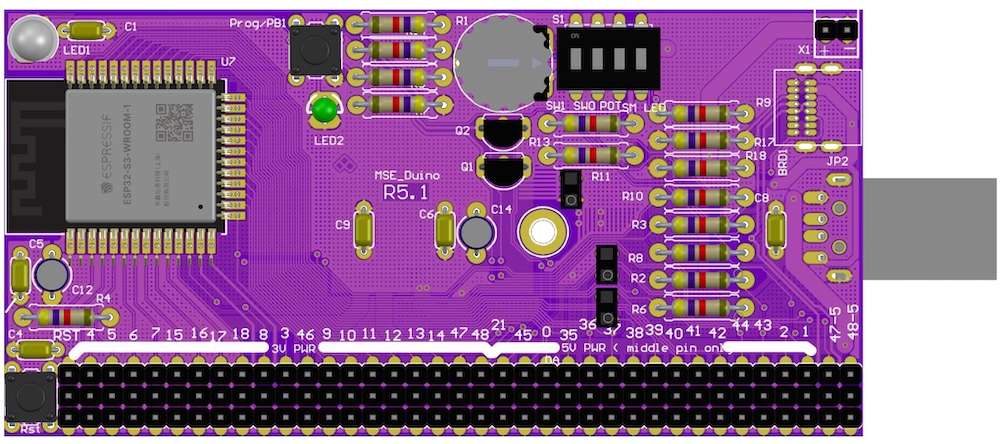 Prog/PB1
R1
S1
C1
LED1
X1
+ −
U7
ON
SW1 SW0 POT SM LED
R9
ESPRESSIF
ESP32-S3-WROOM-1
LED2
Q2
R13
R17
R18
BRD1
JP2
Q1
R11
MSE_Duino
R5.1
R10
C8
C9
C6
C14
R3
C5
R8
C12
R4
R6
C4
RST 4 5 6 7 15 16 17 18 8 3 46 9 10 11 12 13 14 47 48 21 45 0 35 36 37 38 39 40 41 42 44 43 2 1 47-5 48-5
3V PWR
5V PWR ( middle pin only
Rst